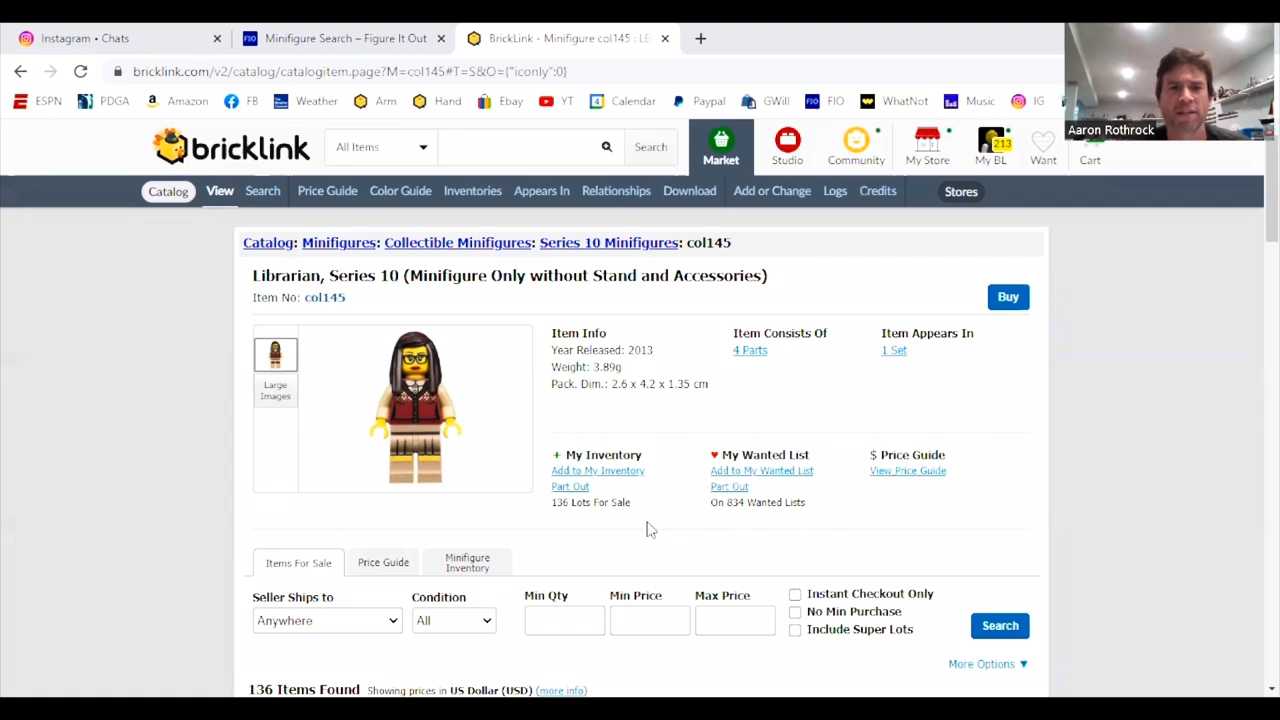 Instagram • Chats
Minifigure Search – Figure It Out
BrickLink - Minifigure col145 : LE
bricklink.com/v2/catalog/catalogitem.page?M=col145#T=S&O={"iconly":0}
ESPN PDGA Amazon FB Weather Arm Hand Ebay YT Calendar Paypal GWill FIO WhatNot Music IG
Aaron Rothrock
bricklink
All Items
Search
Market
Studio
Community
My Store
213
My BL
Want
Cart
Catalog View Search Price Guide Color Guide Inventories Appears In Relationships Download Add or Change Logs Credits Stores
Catalog: Minifigures: Collectible Minifigures: Series 10 Minifigures: col145
Librarian, Series 10 (Minifigure Only without Stand and Accessories)
Item No: col145
Buy
Large
Images
Item Info
Year Released: 2013
Weight: 3.89g
Pack. Dim.: 2.6 x 4.2 x 1.35 cm
Item Consists Of
4 Parts
Item Appears In
1 Set
+ My Inventory
Add to My Inventory
Part Out
136 Lots For Sale
♥ My Wanted List
Add to My Wanted List
Part Out
On 834 Wanted Lists
$ Price Guide
View Price Guide
Items For Sale
Price Guide
Minifigure
Inventory
Seller Ships to
Anywhere
Condition
All
Min Qty
Min Price
Max Price
Instant Checkout Only
No Min Purchase
Include Super Lots
Search
More Options ▼
136 Items Found Showing prices in US Dollar (USD) (more info)